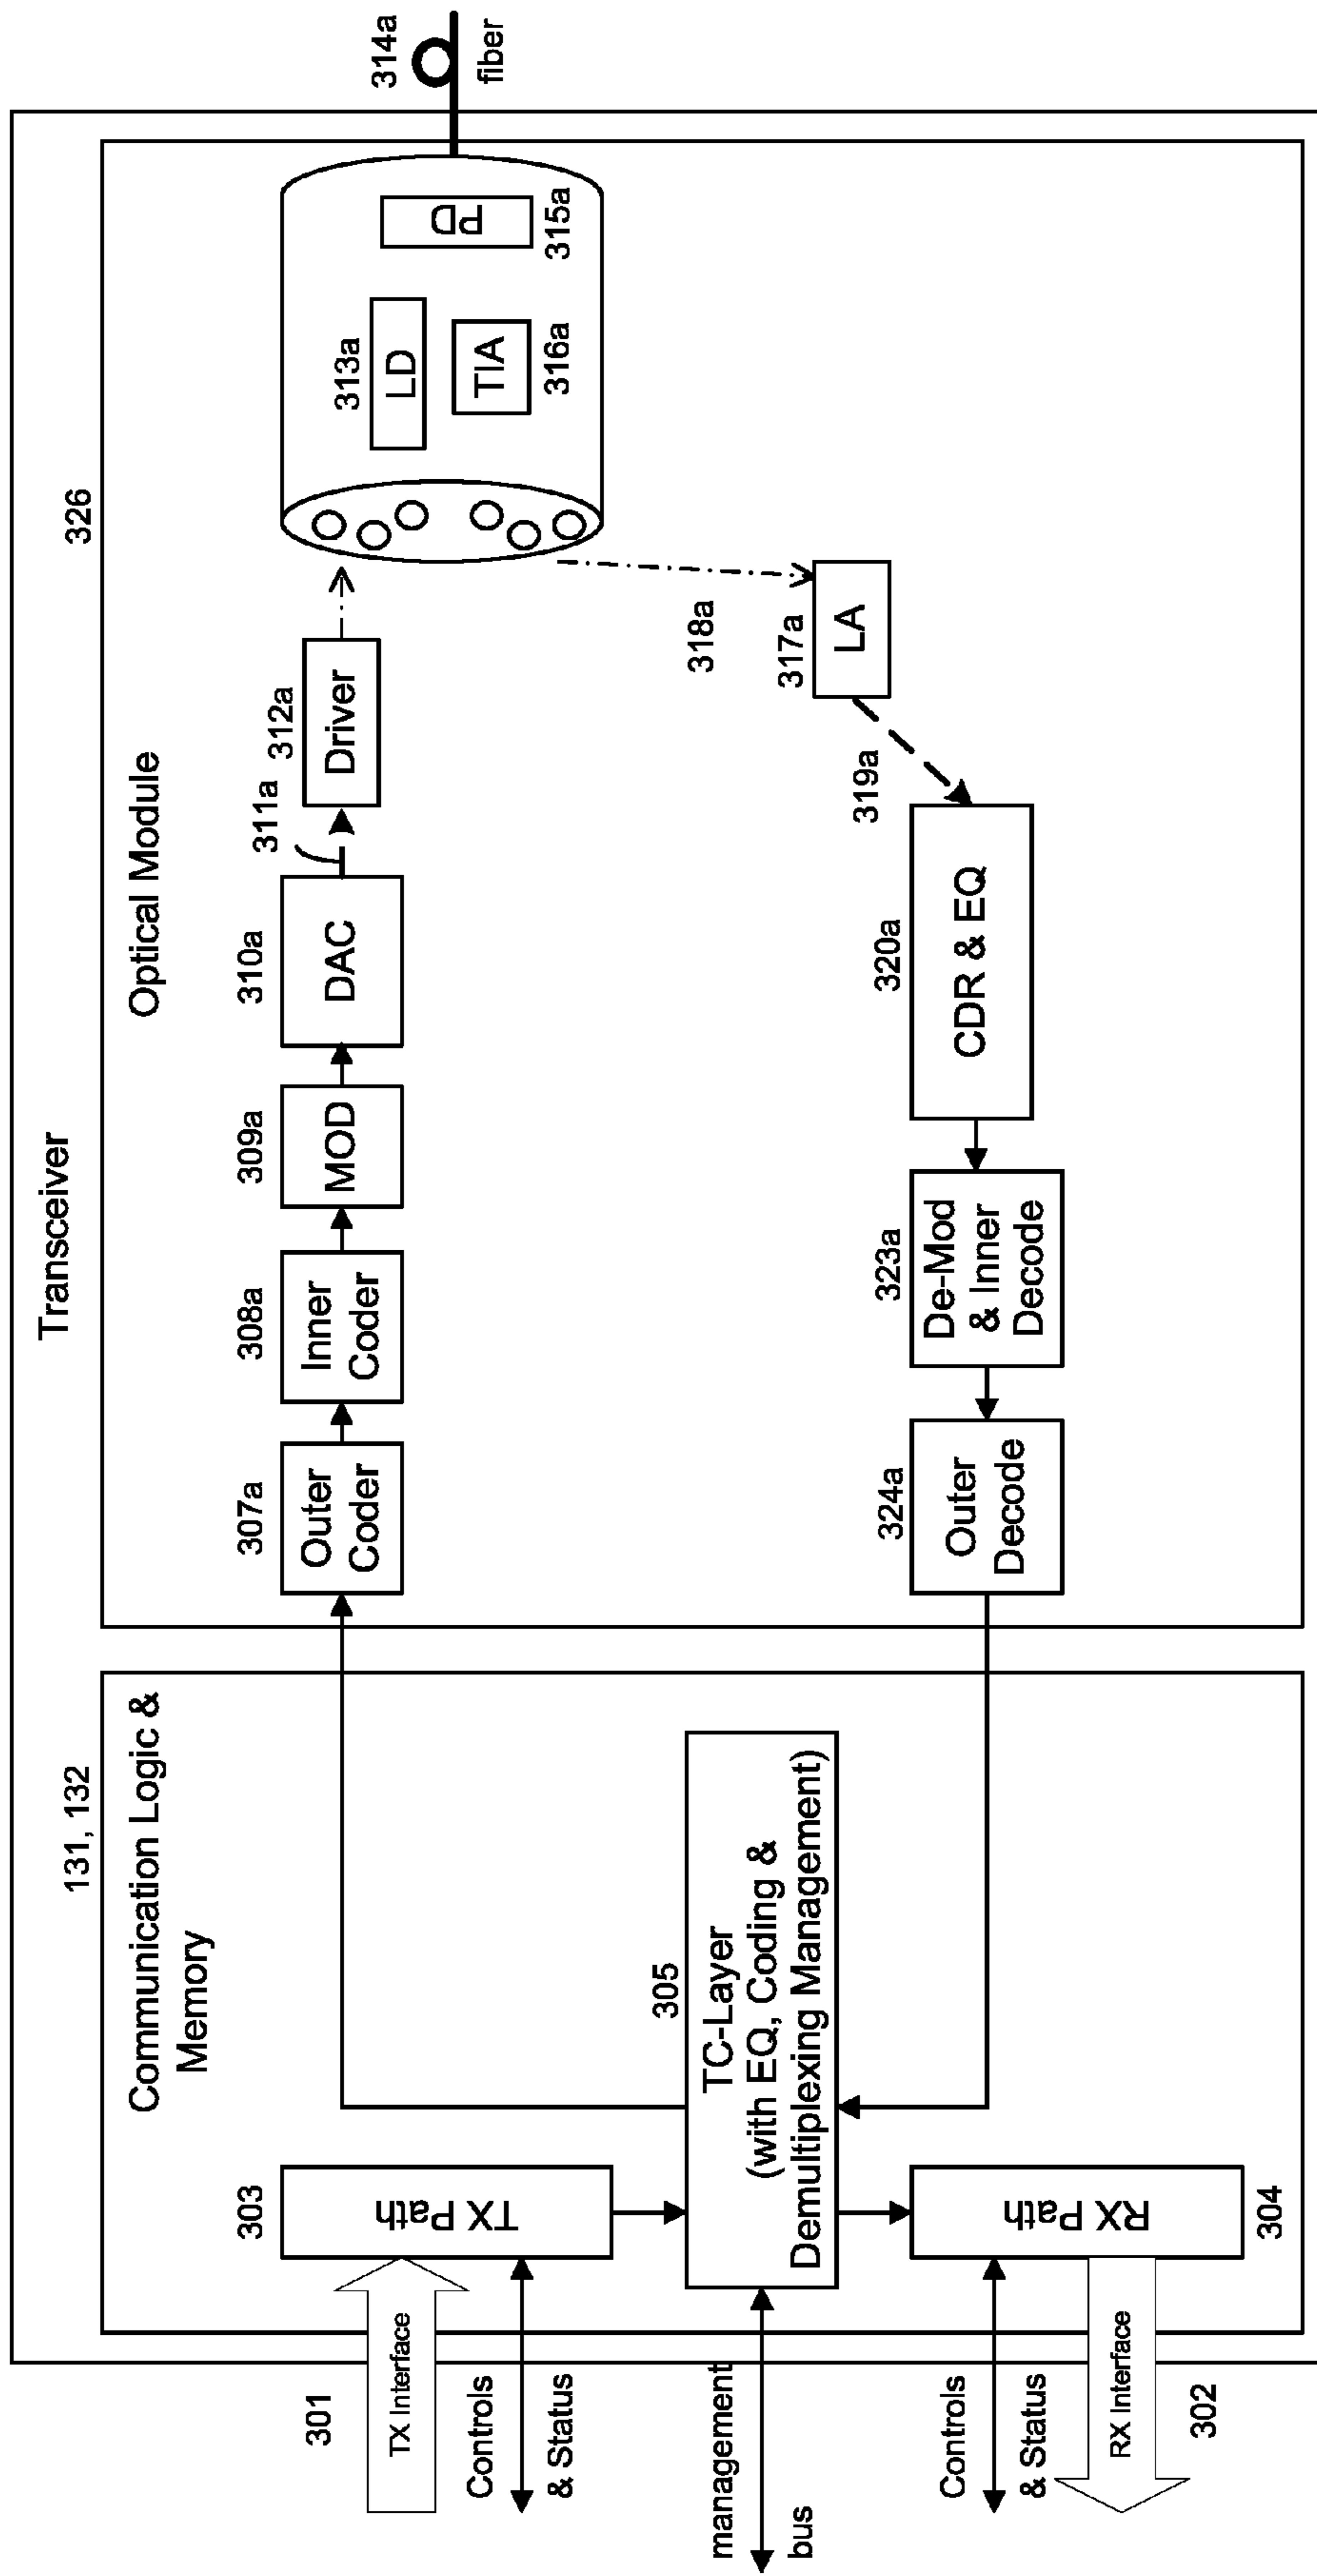 Transceiver
131, 132
Communication Logic &
Memory
326
Optical Module
301
TX Interface
Controls
& Status
303
TX Path
management
bus
305
TC-Layer
(with EQ, Coding &
Demultiplexing Management)
Controls
& Status
RX Interface
302
RX Path
304
307a
Outer
Coder
308a
Inner
Coder
309a
MOD
310a
DAC
311a
312a
Driver
313a
LD
TIA
316a
PD
315a
314a
fiber
318a
317a
LA
319a
320a
CDR & EQ
323a
De-Mod
& Inner
Decode
324a
Outer
Decode